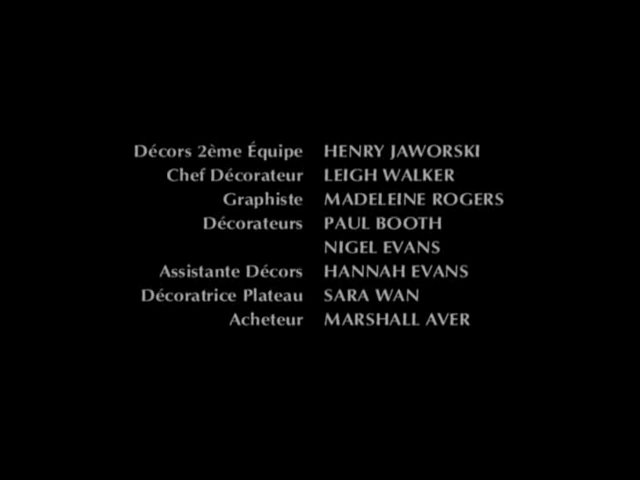 Décors 2ème Équipe HENRY JAWORSKI
Chef Décorateur LEIGH WALKER
Graphiste MADELEINE ROGERS
Décorateurs PAUL BOOTH
NIGEL EVANS
Assistante Décors HANNAH EVANS
Décoratrice Plateau SARA WAN
Acheteur MARSHALL AVER